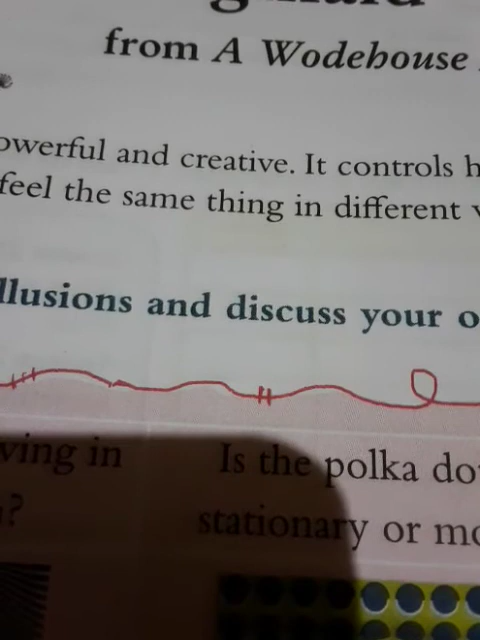 from A Wodehouse
owerful and creative. It controls h
feel the same thing in different v
llusions and discuss your o
ving in
?
Is the polka do
stationary or mo